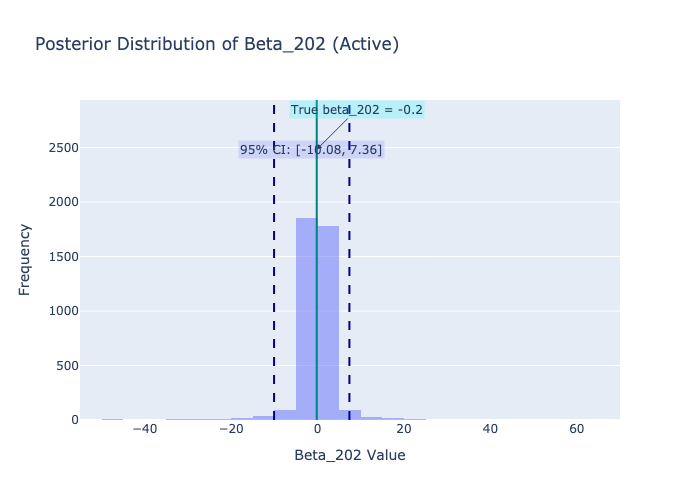 Posterior Distribution of Beta_202 (Active)
True beta_202 = -0.2
95% CI: [-10.08, 7.36]
2500
2000
1500
1000
500
0
Frequency
−40
−20
0
20
40
60
Beta_202 Value